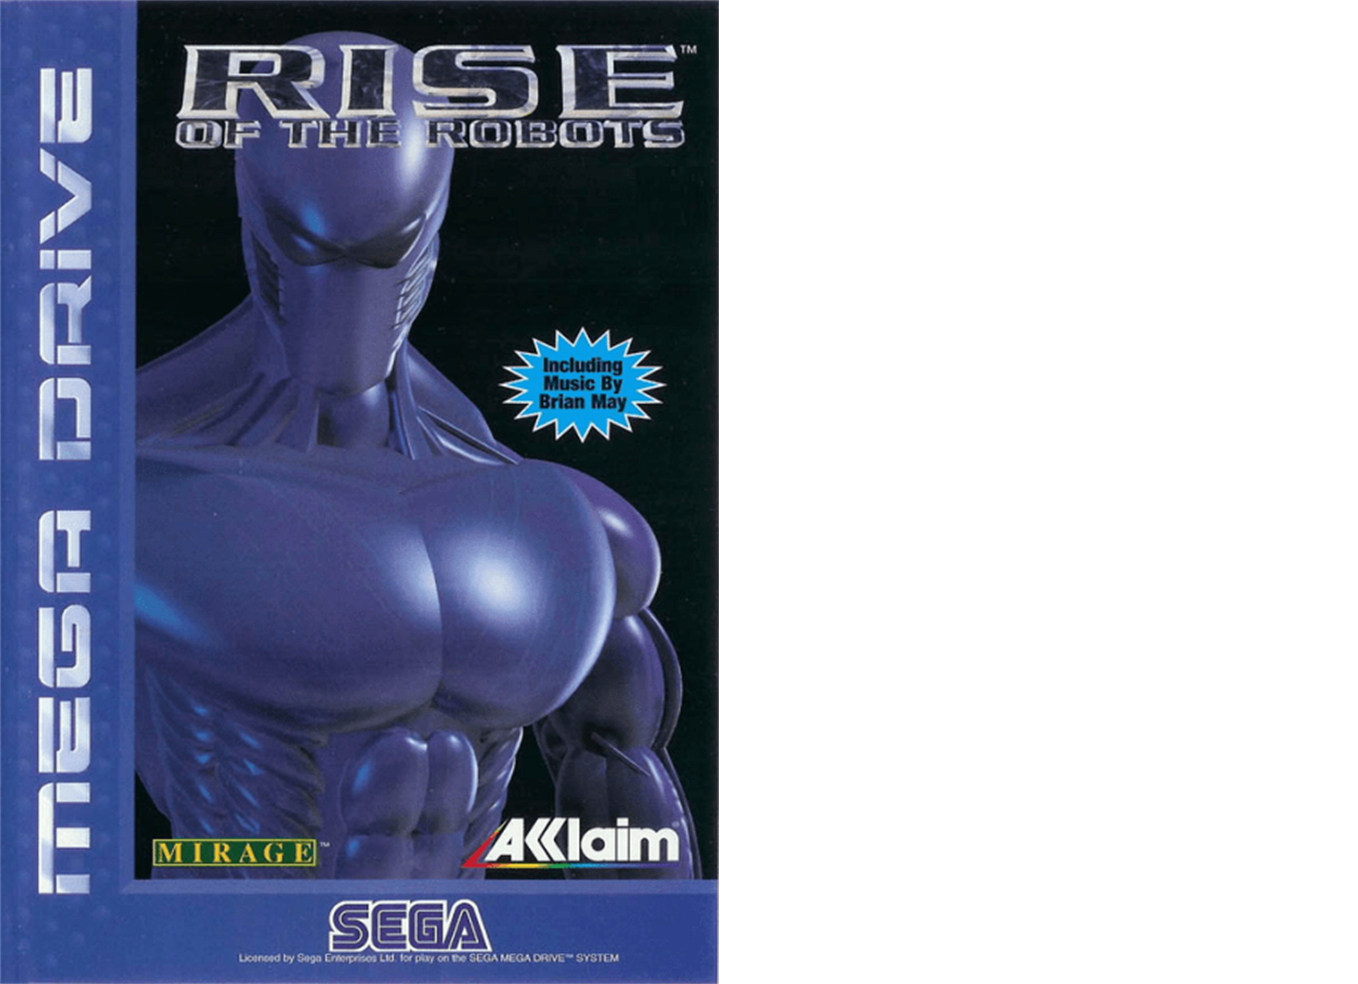 MEGA DRIVE
RISE™
OF THE ROBOTS
Including
Music By
Brian May
MIRAGE™
AKKlaim
SEGA
Licensed by Sega Enterprises Ltd. for play on the SEGA MEGA DRIVE™ SYSTEM